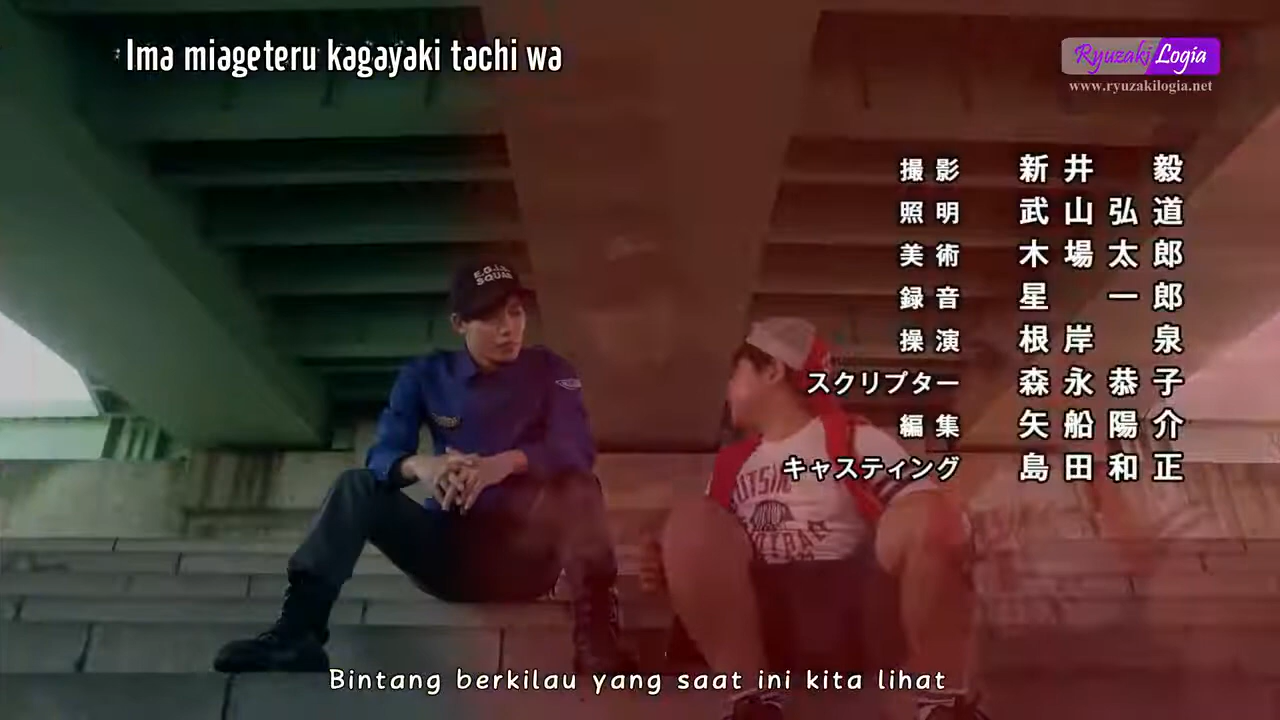 Ima miageteru kagayaki tachi wa
Ryuzaki Logia
www.ryuzakilogia.net
撮影 新井 毅
照明 武山弘道
美術 木場太郎
録音 星 一郎
操演 根岸 泉
スクリプター 森永恭子
編集 矢船陽介
キャスティング 島田和正
Bintang berkilau yang saat ini kita lihat